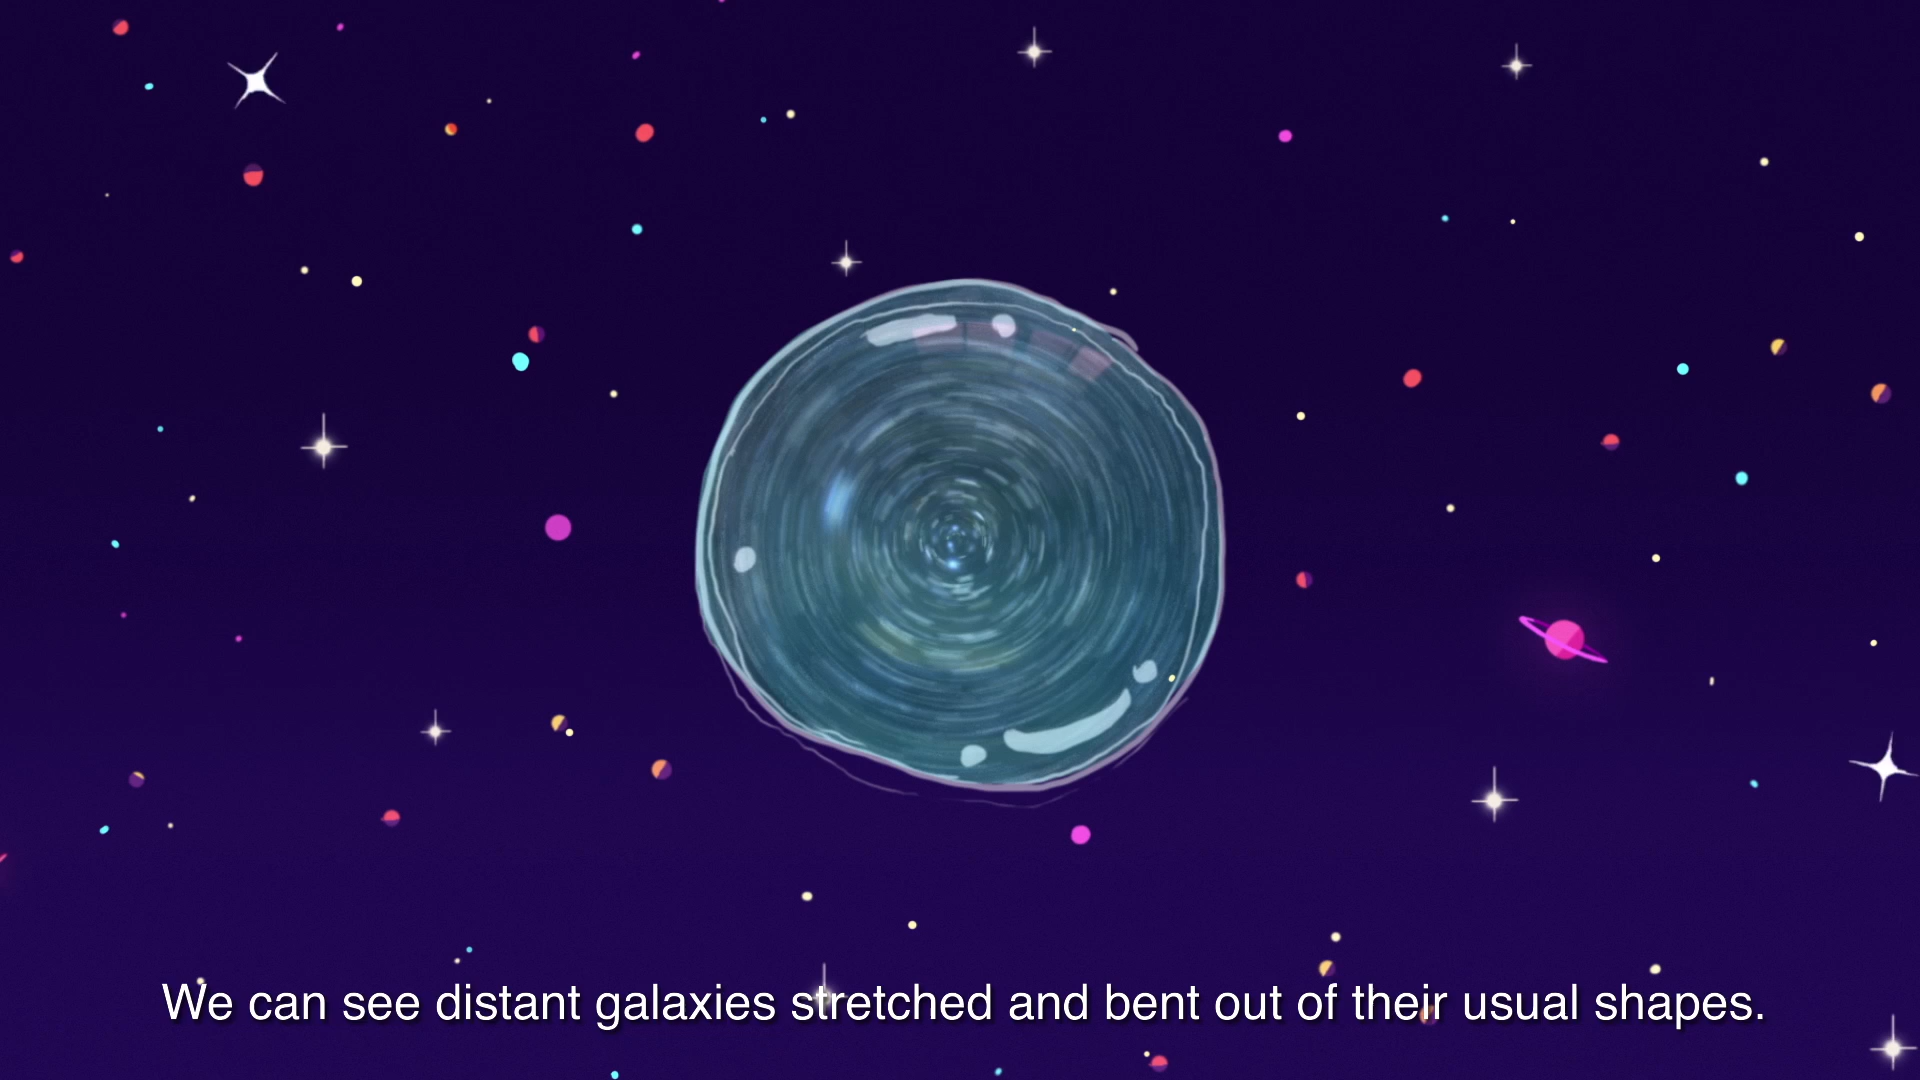 We can see distant galaxies stretched and bent out of their usual shapes.